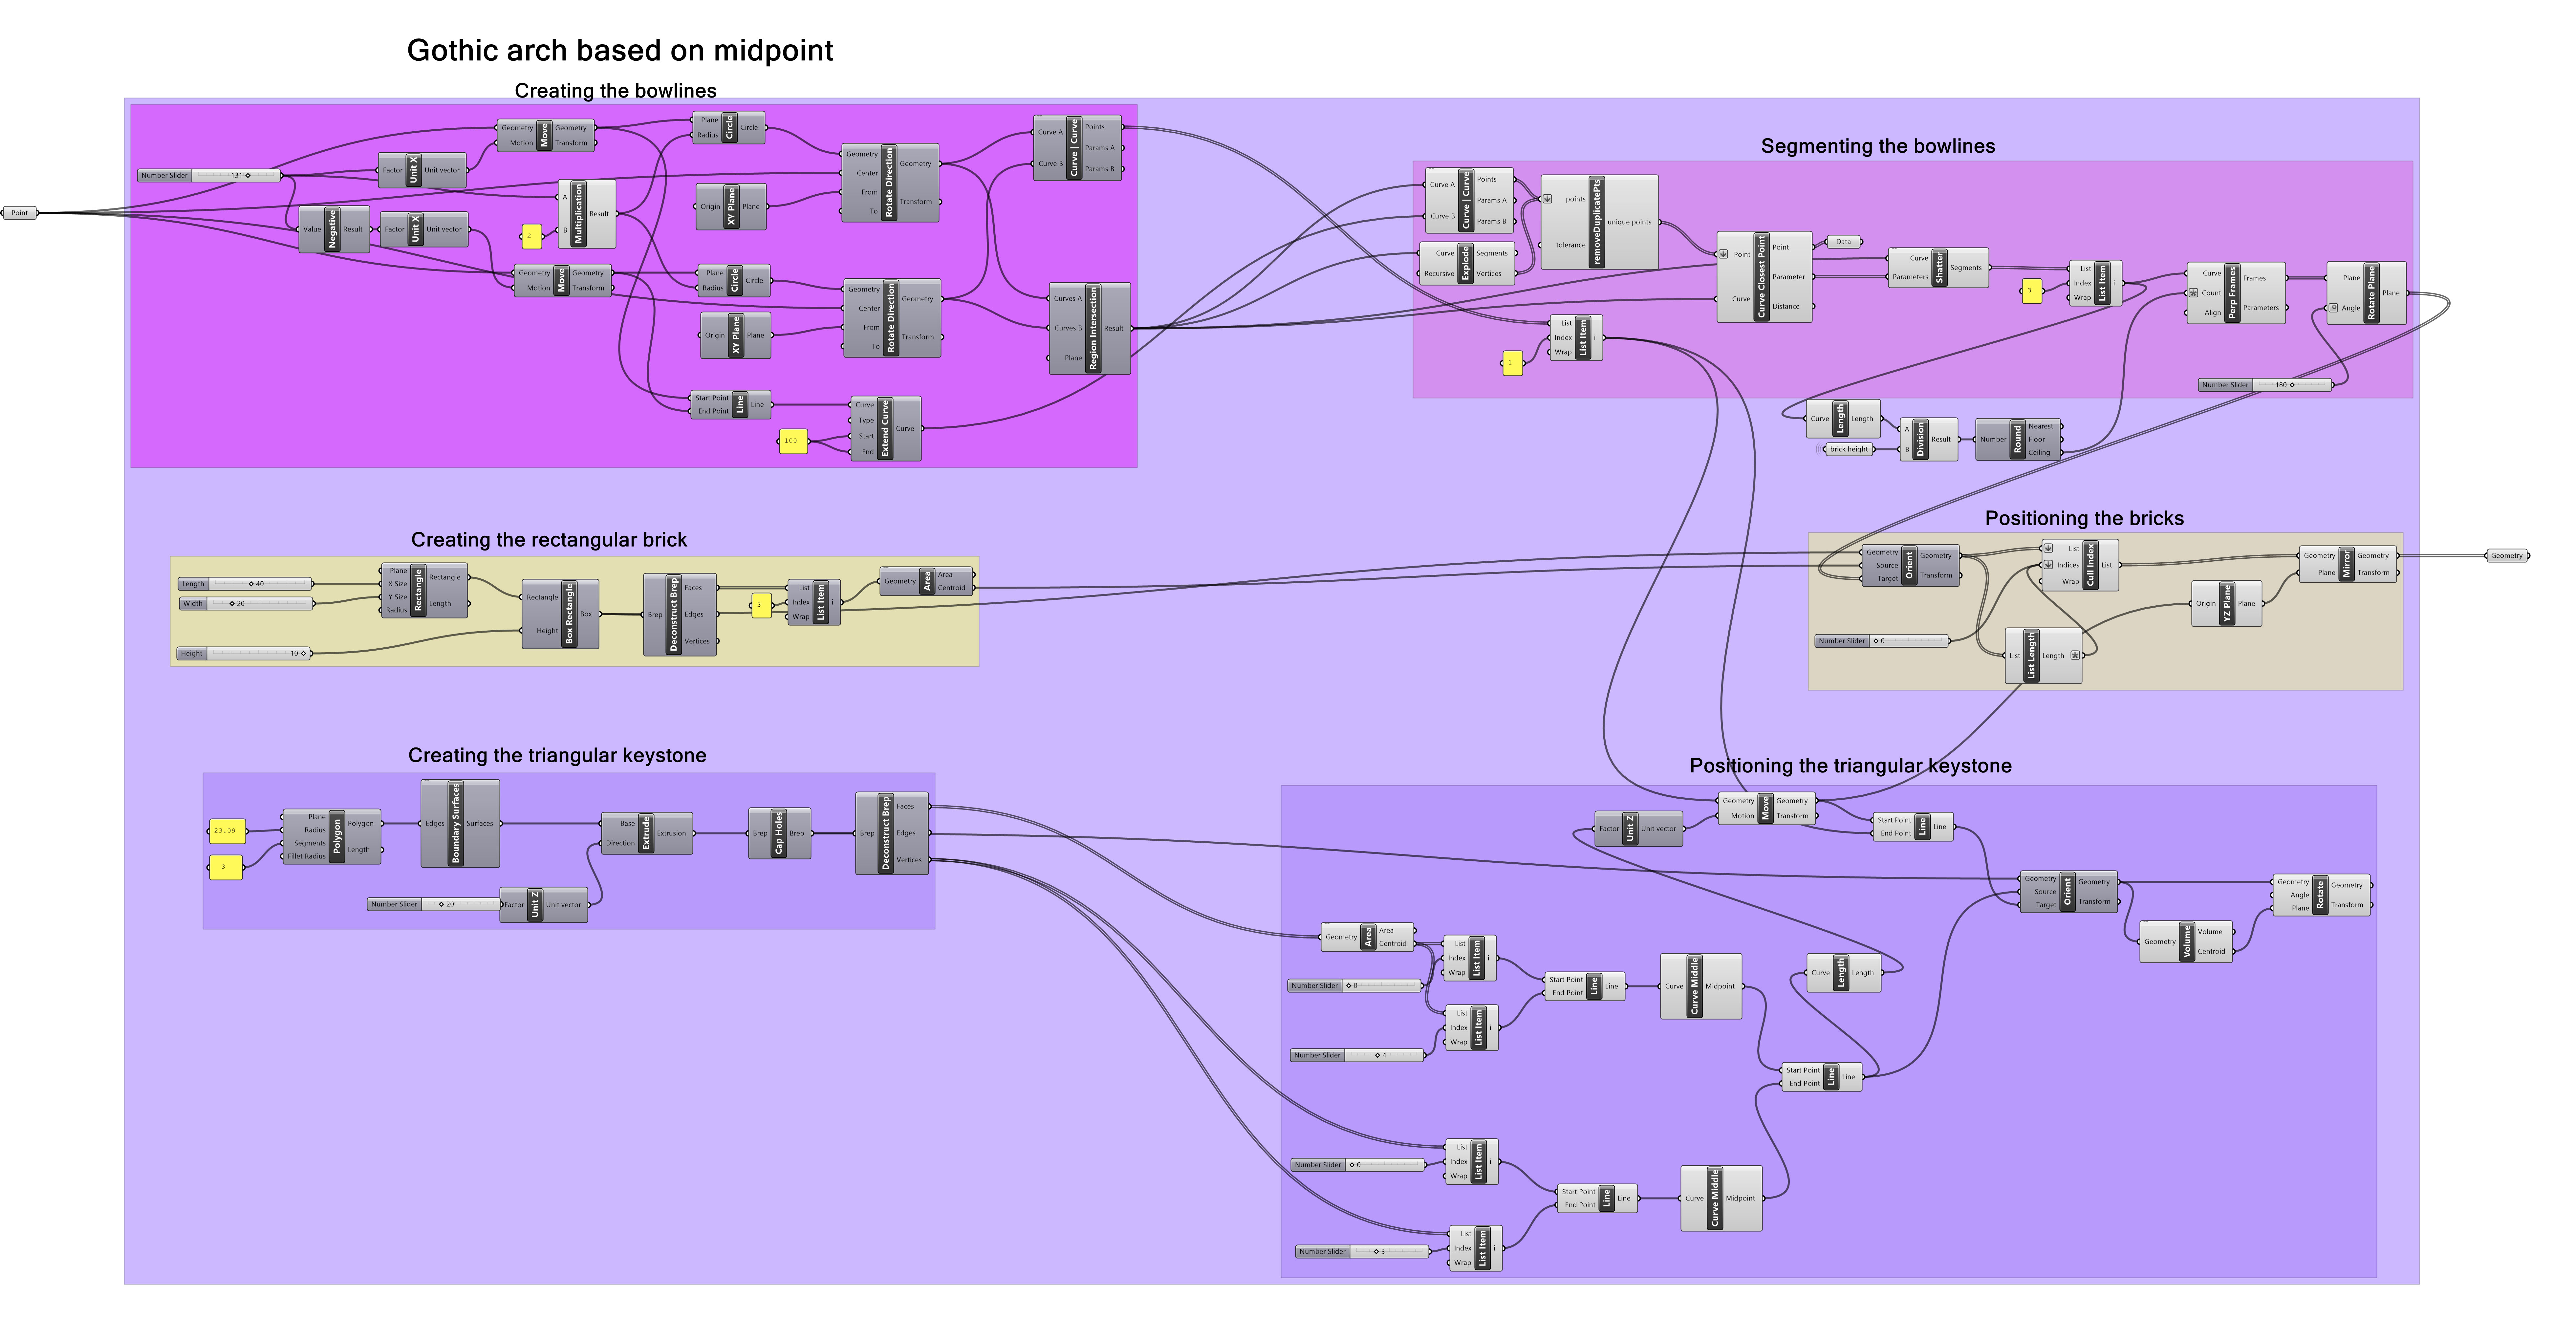 Gothic arch based on midpoint
Creating the bowlines
Point
Number Slider 131
Factor Unit X Unit vector
Value Negative Result
Factor Unit X Unit vector
Geometry Move Geometry
Motion Transform
2
A Multiplication Result
B
Geometry Move Geometry
Motion Transform
Plane Circle Circle
Radius
Origin XY Plane Plane
Plane Circle Circle
Radius
Origin XY Plane Plane
Start Point Line Line
End Point
100
Geometry Rotate Direction Geometry
Center
From Transform
To
Geometry Rotate Direction Geometry
Center
From Transform
To
Curve Extend Curve Curve
Type
Start
End
Curve A Curve | Curve Points
Params A
Curve B Params B
Curves A Region Intersection Result
Curves B
Plane
Segmenting the bowlines
Curve A Curve | Curve Points
Params A
Curve B Params B
Curve Explode Segments
Recursive Vertices
points removeDuplicatePts unique points
tolerance
1
List List Item i
Index
Wrap
Point Curve Closest Point Point
Parameter
Curve Distance
Data
Curve Shatter Segments
Parameters
3
List List Item i
Index
Wrap
Curve Perp Frames Frames
Count
Align Parameters
Plane Rotate Plane Plane
Angle
Number Slider 180
Curve Length Length
brick height
A Division Result
B
Number Round Nearest
Floor
Ceiling
Creating the rectangular brick
Length 40
Width 20
Height 10
Plane Rectangle Rectangle
X Size
Y Size Length
Radius
Rectangle Box Rectangle Box
Height
Brep Deconstruct Brep Faces
Edges
Vertices
3
List List Item i
Index
Wrap
Geometry Area Area
Centroid
Positioning the bricks
Geometry Orient Geometry
Source
Target Transform
Number Slider 0
List Cull Index List
Indices
Wrap
List List Length Length
Origin YZ Plane Plane
Geometry Mirror Geometry
Plane Transform
Geometry
Creating the triangular keystone
23.09
3
Plane Polygon Polygon
Radius
Segments Length
Fillet Radius
Edges Boundary Surfaces Surfaces
Number Slider 20
Factor Unit Z Unit vector
Base Extrude Extrusion
Direction
Brep Cap Holes Brep
Brep Deconstruct Brep Faces
Edges
Vertices
Positioning the triangular keystone
Factor Unit Z Unit vector
Geometry Move Geometry
Motion Transform
Start Point Line Line
End Point
Geometry Orient Geometry
Source
Target Transform
Geometry Volume Volume
Centroid
Geometry Rotate Geometry
Angle
Plane Transform
Geometry Area Area
Centroid
Number Slider 0
List List Item i
Index
Wrap
Number Slider 4
List List Item i
Index
Wrap
Start Point Line Line
End Point
Curve Curve Middle Midpoint
Curve Length Length
Start Point Line Line
End Point
Number Slider 0
List List Item i
Index
Wrap
Number Slider 3
List List Item i
Index
Wrap
Start Point Line Line
End Point
Curve Curve Middle Midpoint